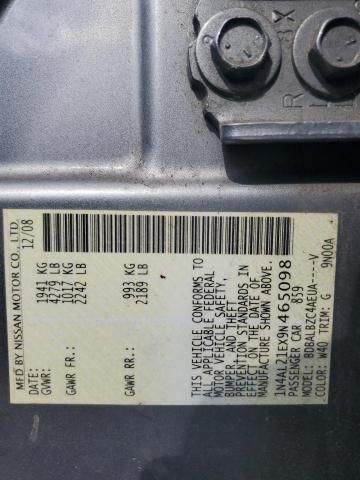 MFD BY NISSAN MOTOR CO., LTD.
DATE: 12/08
GVWR: 1941 KG
4279 LB
GAWR FR: 1017 KG
2242 LB
GAWR RR: 993 KG
2189 LB
THIS VEHICLE CONFORMS TO
ALL APPLICABLE FEDERAL
MOTOR VEHICLE SAFETY,
BUMPER, AND THEFT
PREVENTION STANDARDS IN
EFFECT ON THE DATE OF
MANUFACTURE SHOWN ABOVE.
1N4AL21EX9N465098
PASSENGER CAR 859
MODEL: BDBALBZC4AEUA----V
COLOR: W40 TRIM: G 9N00A
R